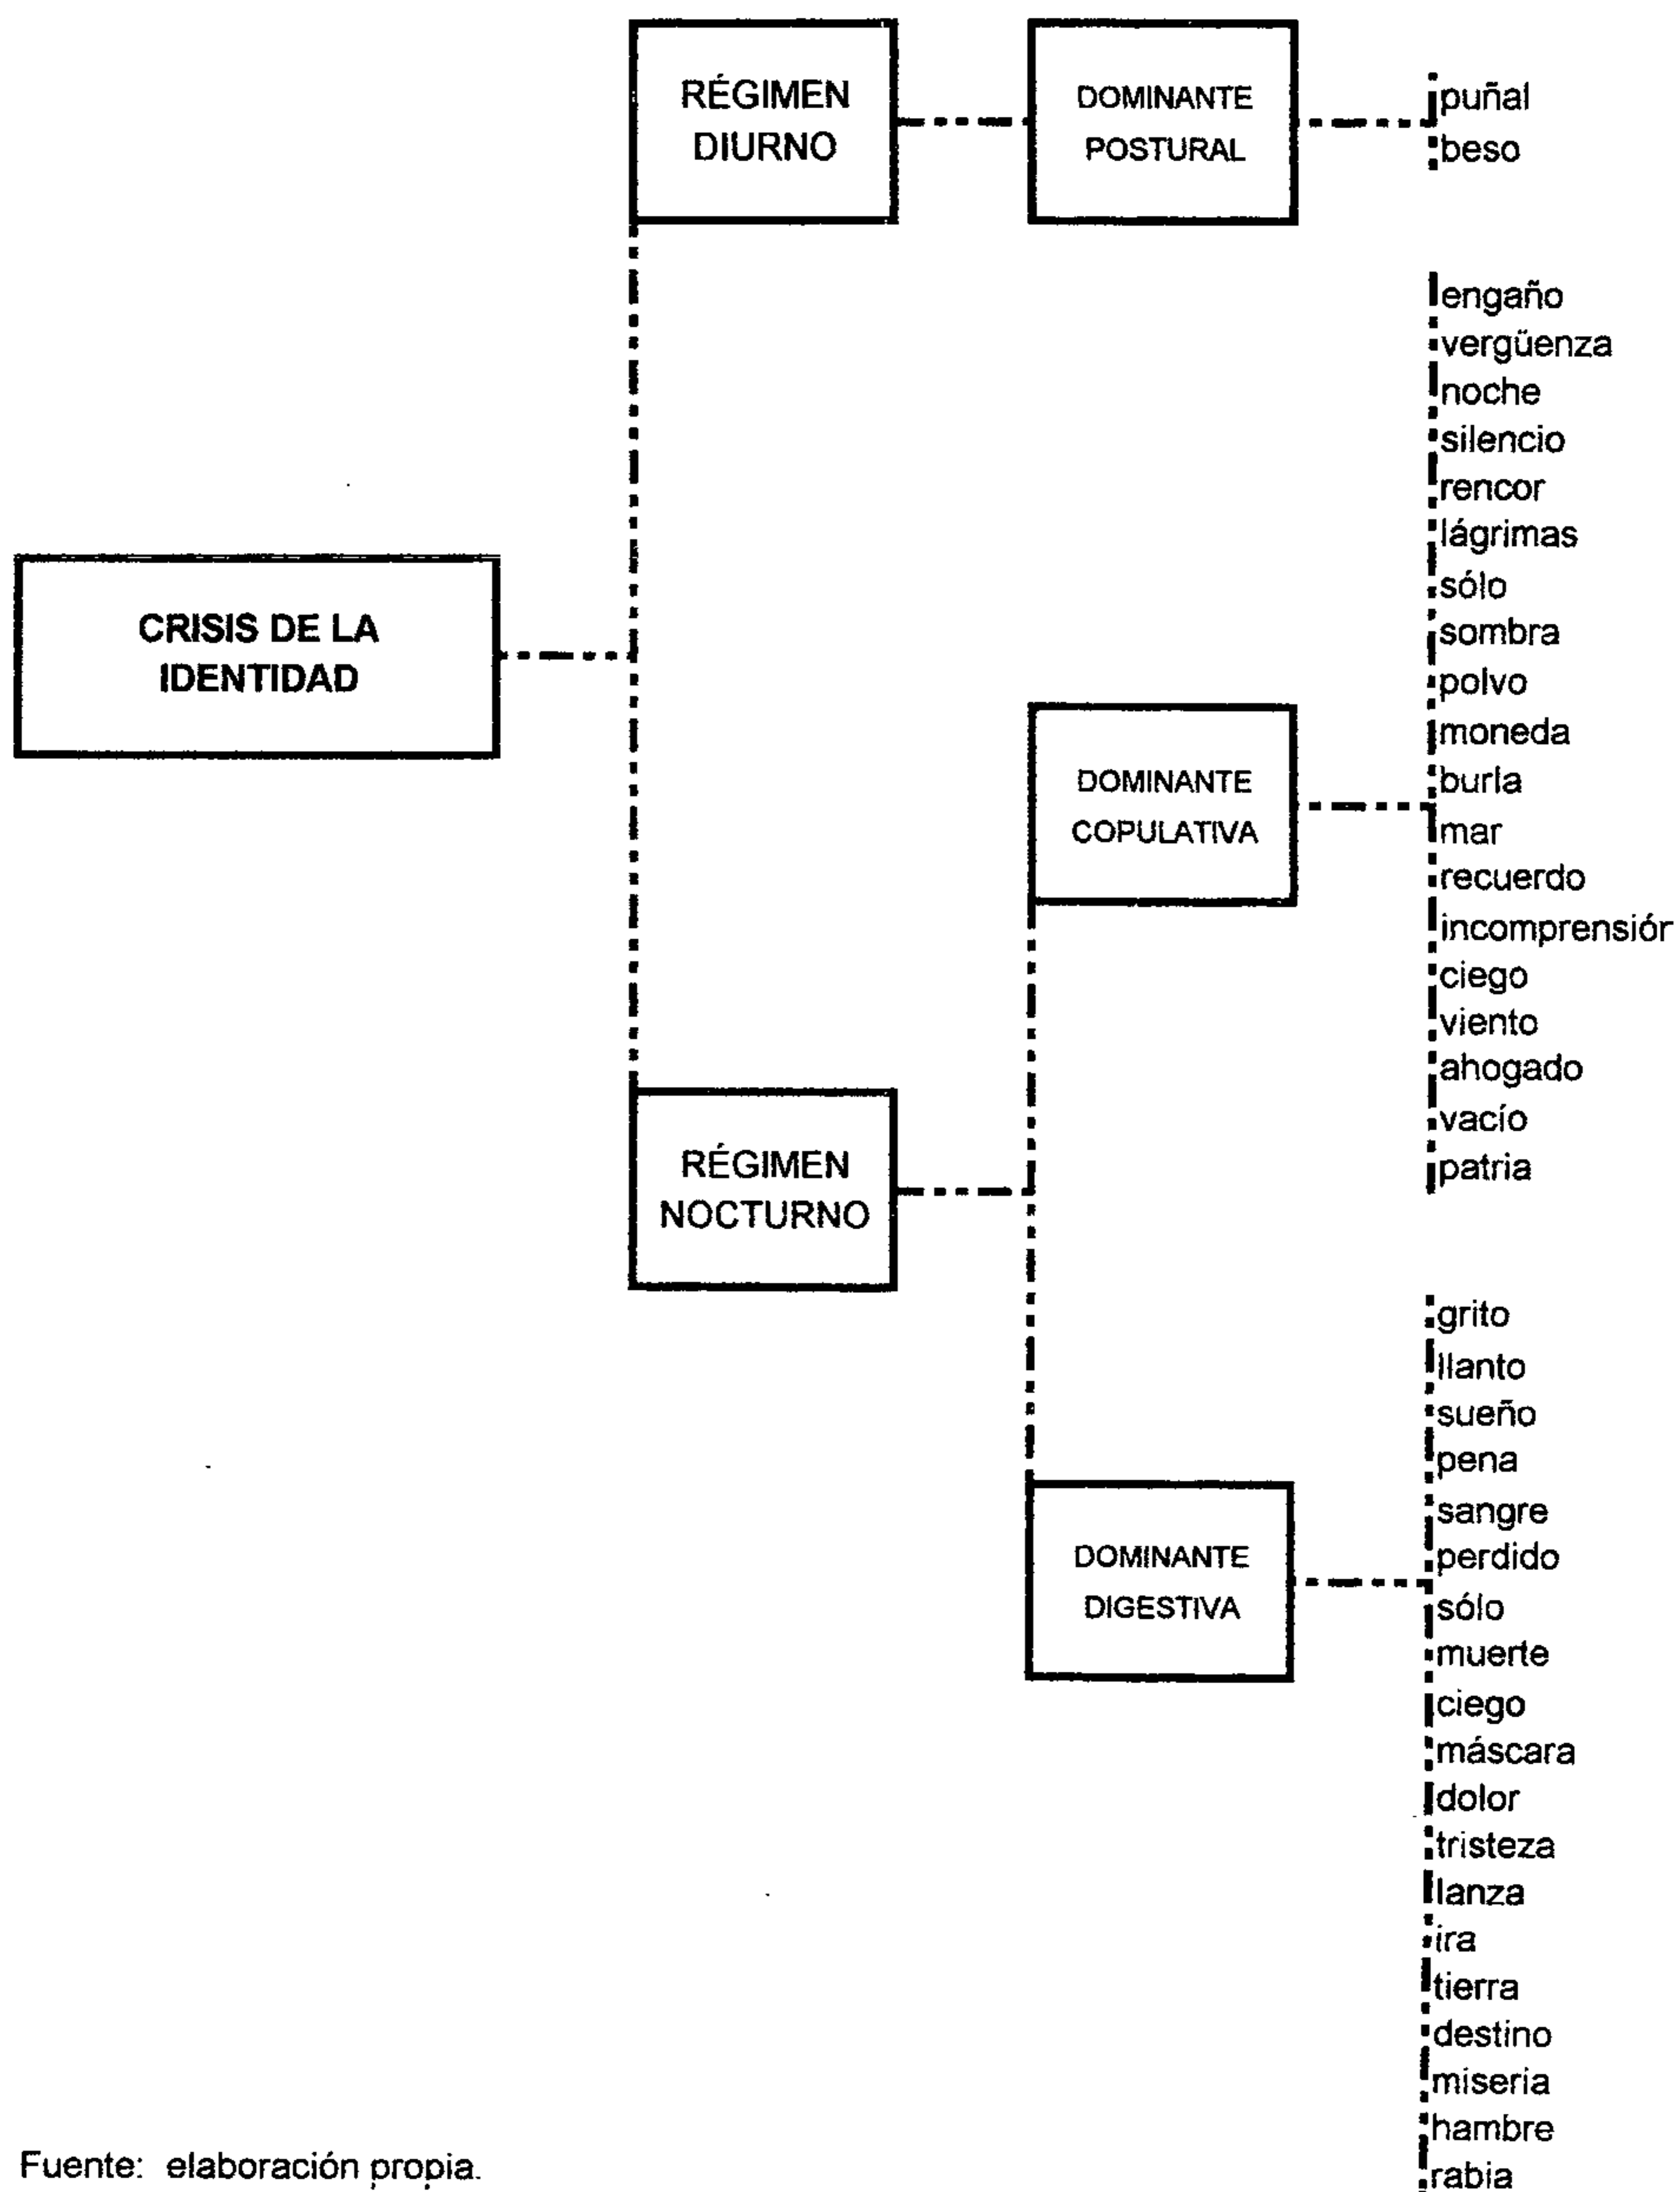 RÉGIMEN
DIURNO
DOMINANTE
POSTURAL
puñal
beso
CRISIS DE LA
IDENTIDAD
RÉGIMEN
NOCTURNO
DOMINANTE
COPULATIVA
engaño
vergüenza
noche
silencio
rencor
lágrimas
sólo
sombra
polvo
moneda
burla
mar
recuerdo
incomprensión
ciego
viento
ahogado
vacío
patria
DOMINANTE
DIGESTIVA
grito
llanto
sueño
pena
sangre
perdido
sólo
muerte
ciego
máscara
dolor
tristeza
lanza
ira
tierra
destino
miseria
hambre
rabia
Fuente: elaboración propia.